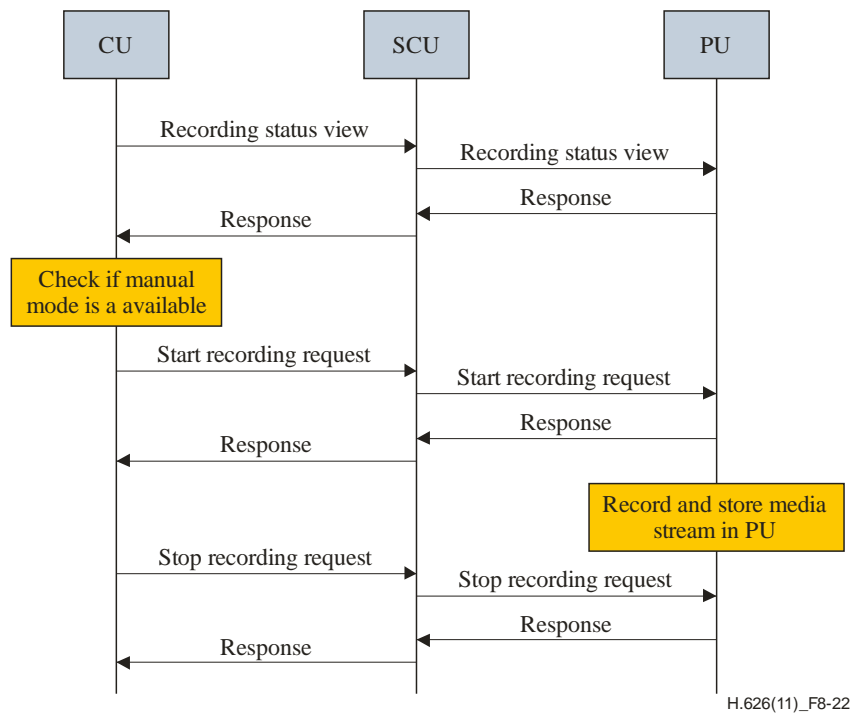 CU
SCU
PU
Recording status view
Recording status view
Response
Response
Check if manual
mode is a available
Start recording request
Start recording request
Response
Response
Record and store media
stream in PU
Stop recording request
Stop recording request
Response
Response
H.626(11)_F8-22